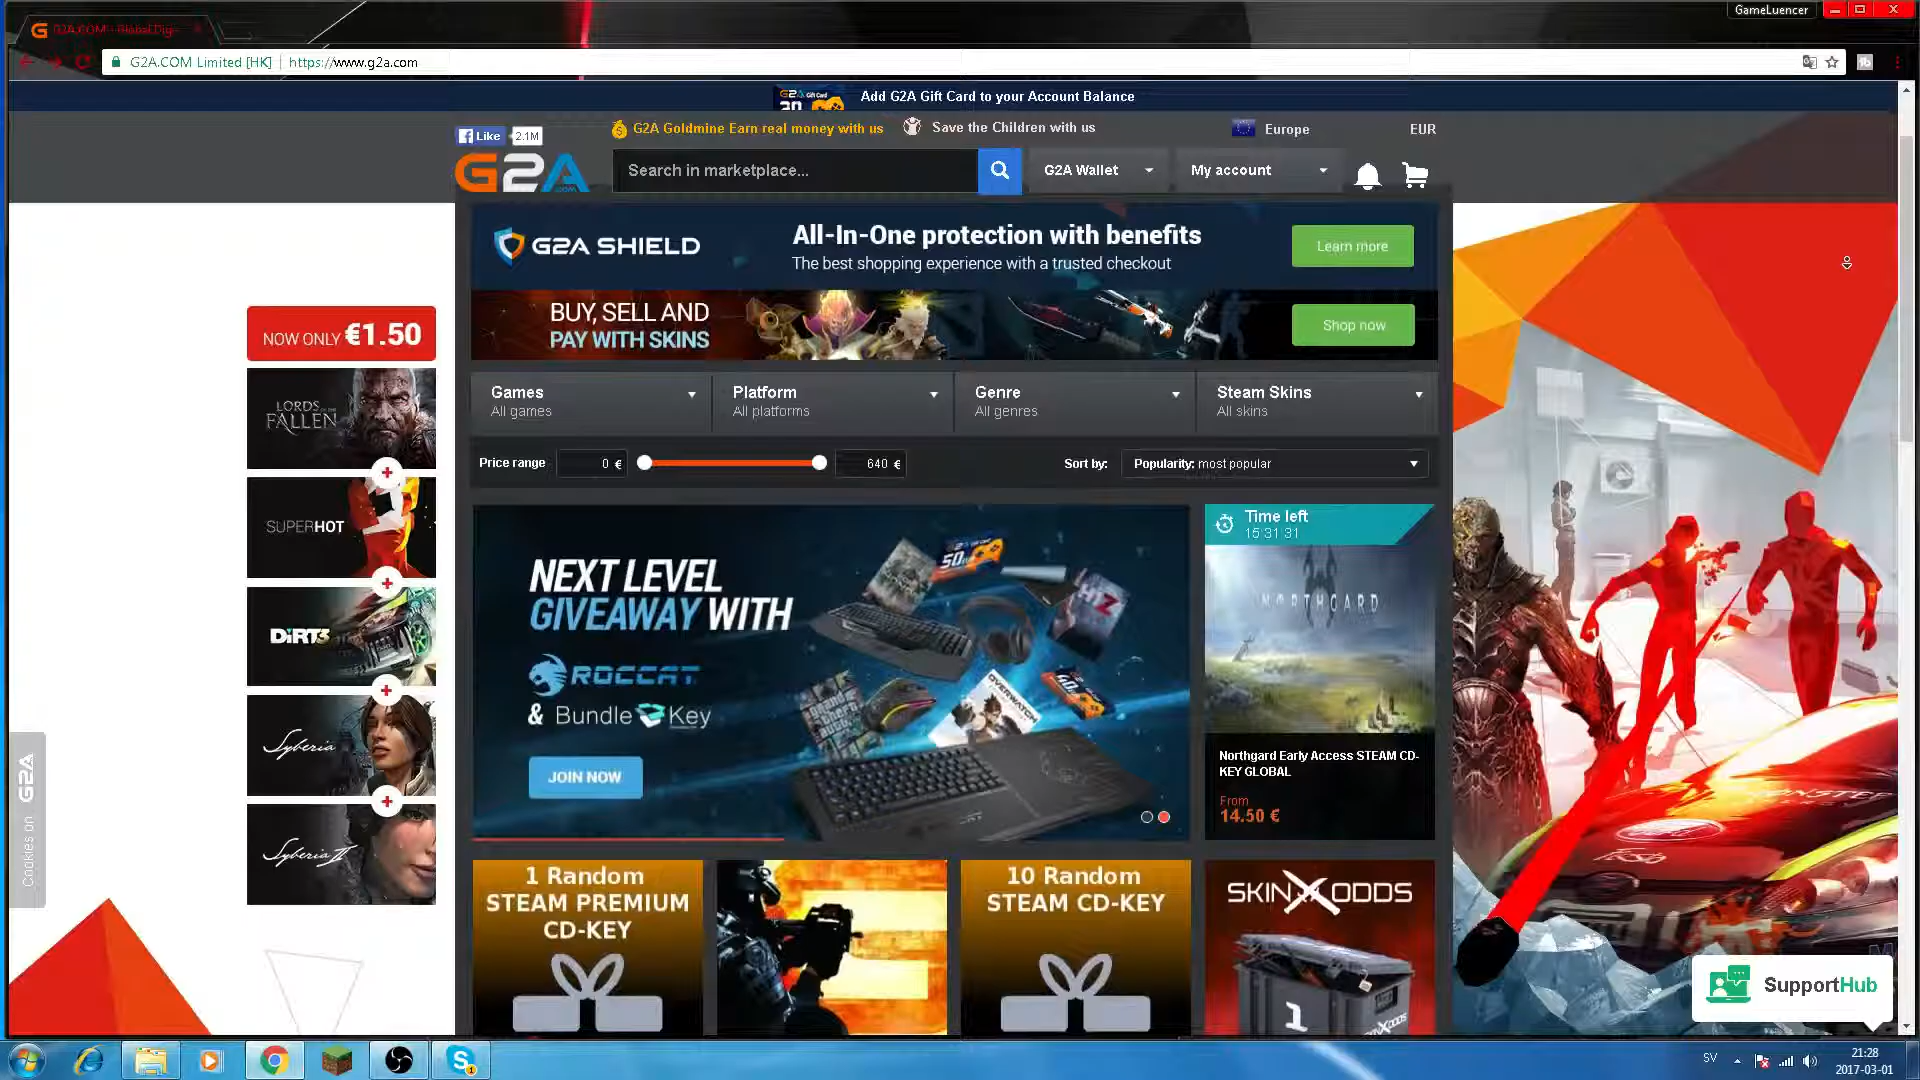 GameLuencer
G2A.COM Limited [HK]
https://www.g2a.com
Add G2A Gift Card to your Account Balance
Like
2.1M
G2A Goldmine Earn real money with us
Save the Children with us
Europe
EUR
G2A
.COM
Search in marketplace...
G2A Wallet
My account
G2A SHIELD
All-In-One protection with benefits
The best shopping experience with a trusted checkout
Learn more
BUY, SELL AND
PAY WITH SKINS
Shop now
NOW ONLY €1.50
LORDS OF THE
FALLEN
SUPERHOT
DiRT3
Syberia
Syberia II
Games
All games
Platform
All platforms
Genre
All genres
Steam Skins
All skins
Price range
0 €
640 €
Sort by:
Popularity: most popular
NEXT LEVEL
GIVEAWAY WITH
ROCCAT
& Bundle Key
JOIN NOW
Time left
15:31:31
NORTHGARD
Northgard Early Access STEAM CD-
KEY GLOBAL
From
14.50 €
1 Random
STEAM PREMIUM
CD-KEY
10 Random
STEAM CD-KEY
SKINXODDS
1
Cookies on G2A
SupportHub
SV
21:28
2017-03-01